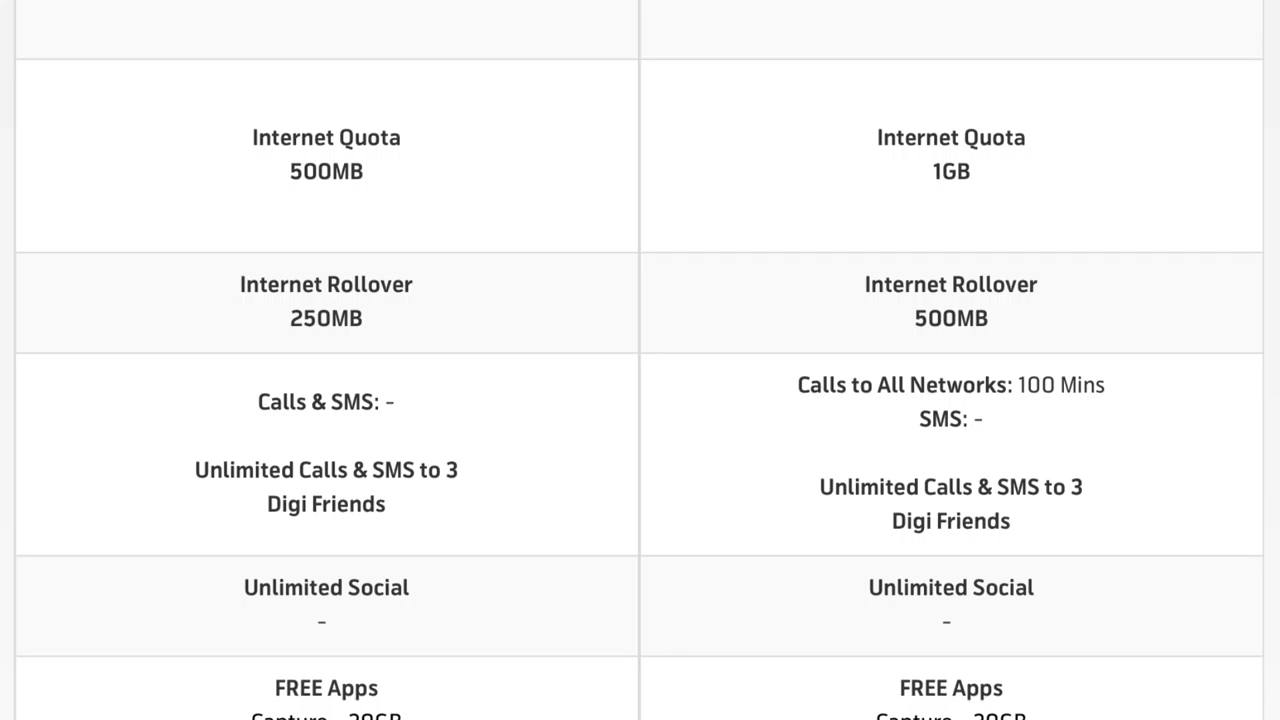 Internet Quota
500MB
Internet Quota
1GB
Internet Rollover
250MB
Internet Rollover
500MB
Calls & SMS: -
Unlimited Calls & SMS to 3
Digi Friends
Calls to All Networks: 100 Mins
SMS: -
Unlimited Calls & SMS to 3
Digi Friends
Unlimited Social
-
Unlimited Social
-
FREE Apps
FREE Apps